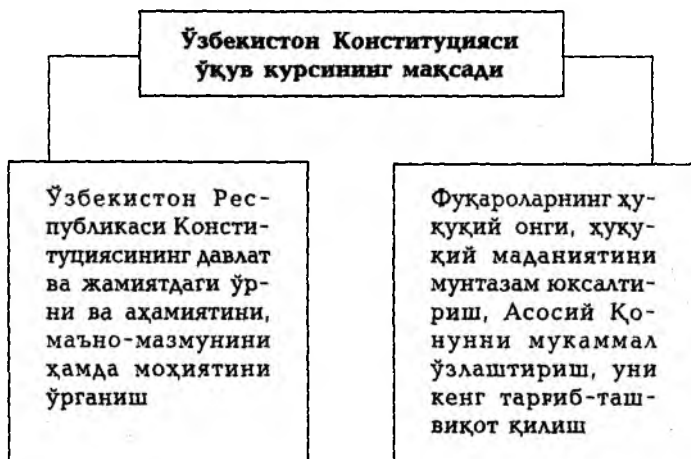 Ўзбекистон Конституцияси
ўқув курсининг мақсади
Ўзбекистон Рес-
публикаси Консти-
туциясининг давлат
ва жамиятдаги ўр-
ни ва аҳамиятини,
маъно-мазмунини
ҳамда моҳиятини
ўрганиш
Фуқароларнинг ҳу-
қуқий онги, ҳуқу-
қий маданиятини
мунтазам юксалти-
риш, Асосий Қо-
нунни мукаммал
ўзлаштириш, уни
кенг тарғиб-таш-
виқот қилиш